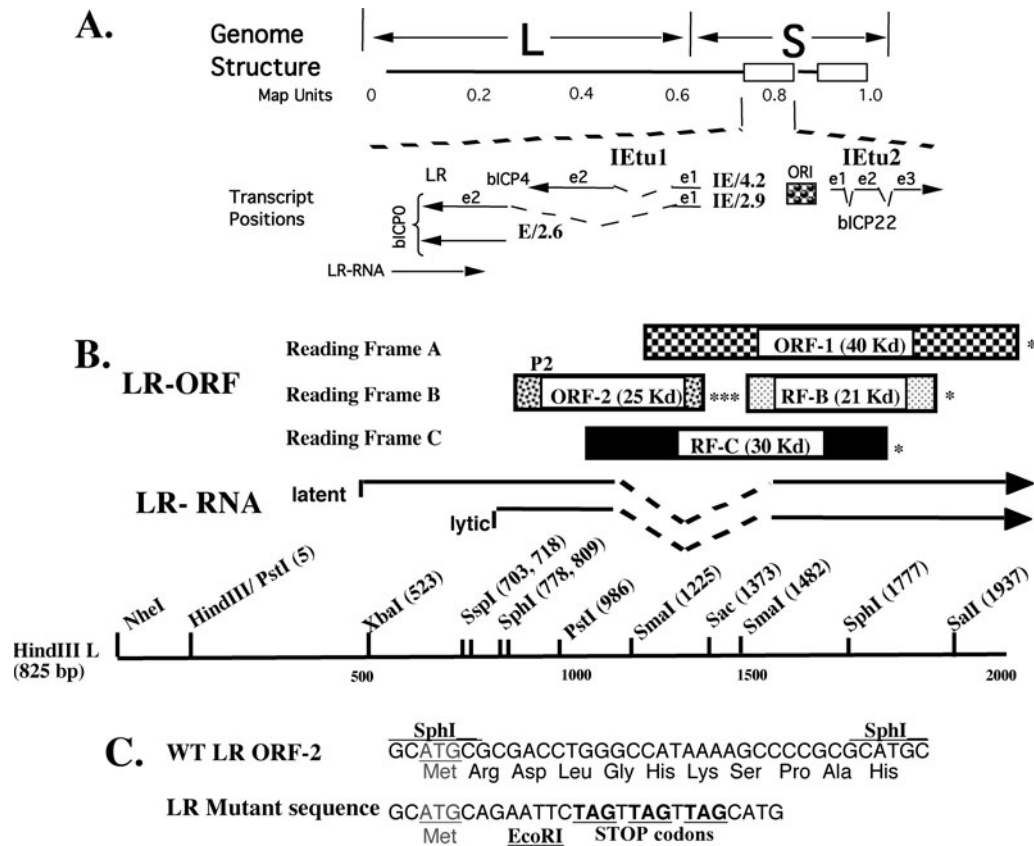 A.
Genome Structure
L
S
Map Units 0 0.2 0.4 0.6 0.8 1.0
IEtu1
IEtu2
Transcript Positions
LR
bICP4
e2
e1
IE/4.2
ORI
e1 e2 e3
bICP22
bICP0
e2
e1
IE/2.9
E/2.6
LR-RNA
B.
LR-ORF
Reading Frame A
ORF-1 (40 Kd)
*
P2
Reading Frame B
ORF-2 (25 Kd)
***
RF-B (21 Kd)
*
Reading Frame C
RF-C (30 Kd)
*
LR- RNA
latent
lytic
NheI
HindIII/ PstI (5)
XbaI (523)
SspI (703, 718)
SphI (778, 809)
PstI (986)
SmaI (1225)
Sac (1373)
SmaI (1482)
SphI (1777)
SalI (1937)
HindIII L
(825 bp)
500 1000 1500 2000
C.
SphI SphI
WT LR ORF-2 GCATGCGCGACCTGGGCCATAAAAGCCCCGCGCATGC
Met Arg Asp Leu Gly His Lys Ser Pro Ala His
LR Mutant sequence GCATGCAGAATTCTAGTTAGTTAGCATG
Met EcoRI STOP codons